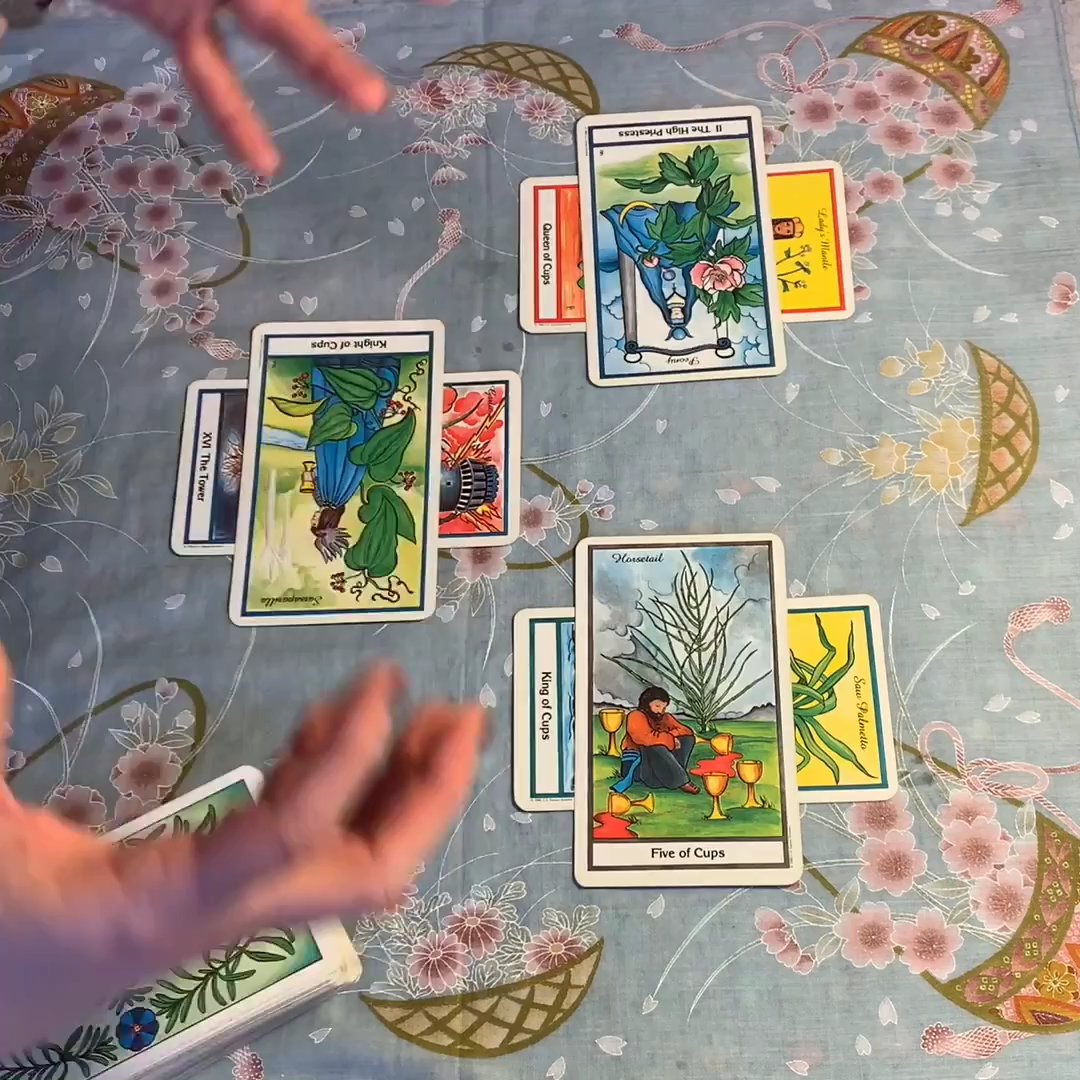 II The High Priestess
Peony
Queen of Cups
Lady's Mantle
Knight of Cups
Sarsaparilla
XVI The Tower
Horsetail
Five of Cups
King of Cups
Saw Palmetto